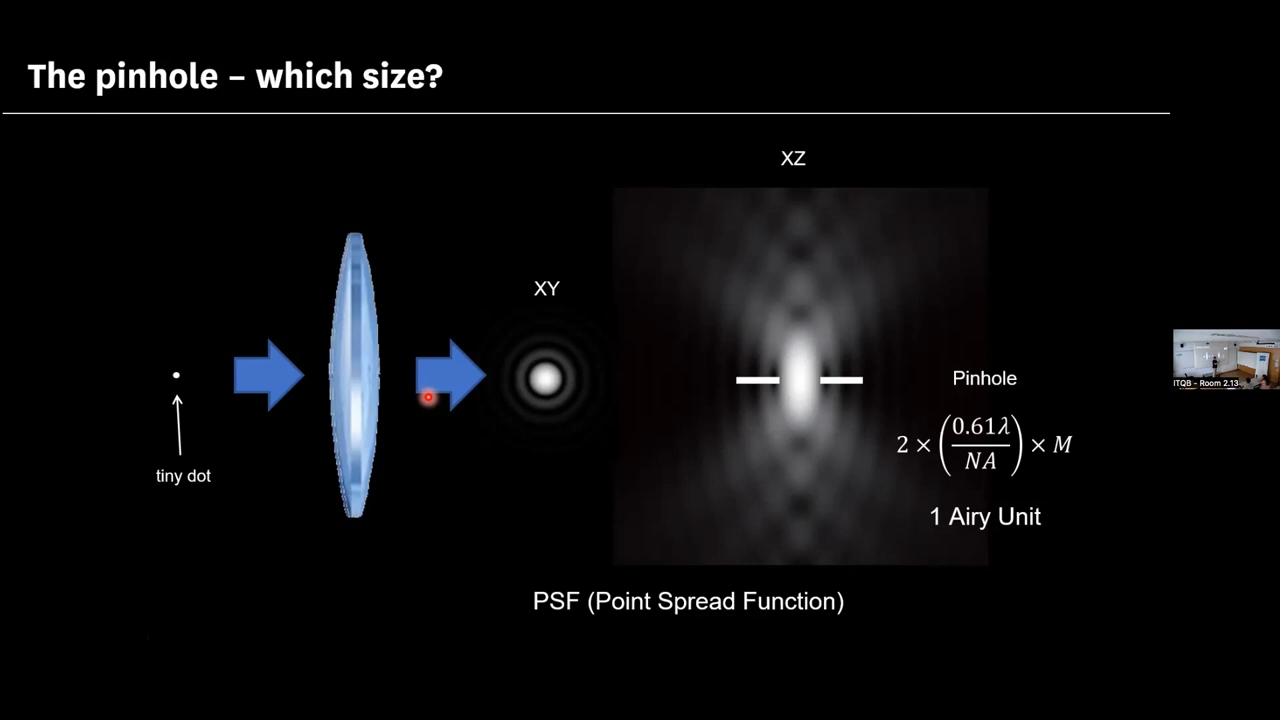 The pinhole – which size?
XZ
XY
Pinhole
2 × (0.61λ / NA) × M
tiny dot
1 Airy Unit
PSF (Point Spread Function)
ITQB - Room 2.13